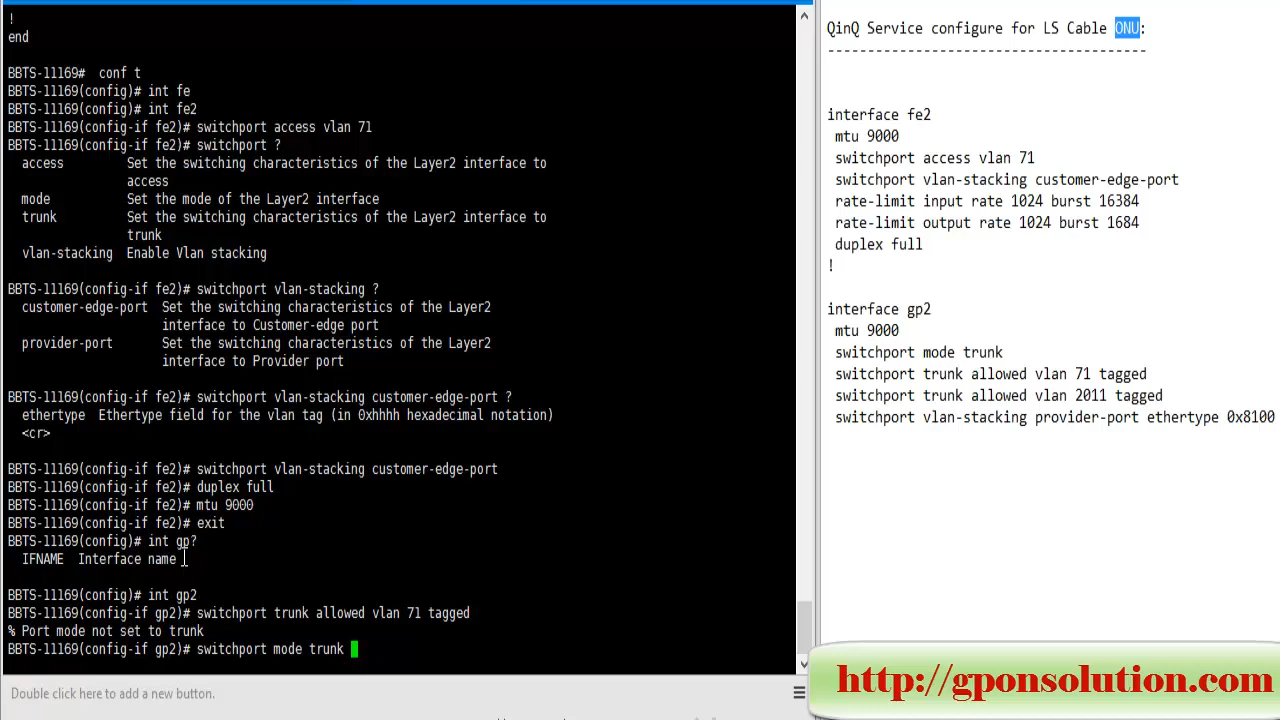 !
end
BBTS-11169#  conf t
BBTS-11169(config)# int fe
BBTS-11169(config)# int fe2
BBTS-11169(config-if fe2)# switchport access vlan 71
BBTS-11169(config-if fe2)# switchport ?
access Set the switching characteristics of the Layer2 interface to
access
mode Set the mode of the Layer2 interface
trunk Set the switching characteristics of the Layer2 interface to
trunk
vlan-stacking Enable Vlan stacking
BBTS-11169(config-if fe2)# switchport vlan-stacking ?
customer-edge-port Set the switching characteristics of the Layer2
interface to Customer-edge port
provider-port Set the switching characteristics of the Layer2
interface to Provider port
BBTS-11169(config-if fe2)# switchport vlan-stacking customer-edge-port ?
ethertype Ethertype field for the vlan tag (in 0xhhhh hexadecimal notation)
<cr>
BBTS-11169(config-if fe2)# switchport vlan-stacking customer-edge-port
BBTS-11169(config-if fe2)# duplex full
BBTS-11169(config-if fe2)# mtu 9000
BBTS-11169(config-if fe2)# exit
BBTS-11169(config)# int gp?
IFNAME Interface name
BBTS-11169(config)# int gp2
BBTS-11169(config-if gp2)# switchport trunk allowed vlan 71 tagged
% Port mode not set to trunk
BBTS-11169(config-if gp2)# switchport mode trunk
Double click here to add a new button.
QinQ Service configure for LS Cable ONU:
----------------------------------------
interface fe2
mtu 9000
switchport access vlan 71
switchport vlan-stacking customer-edge-port
rate-limit input rate 1024 burst 16384
rate-limit output rate 1024 burst 1684
duplex full
!
interface gp2
mtu 9000
switchport mode trunk
switchport trunk allowed vlan 71 tagged
switchport trunk allowed vlan 2011 tagged
switchport vlan-stacking provider-port ethertype 0x8100
http://gponsolution.com